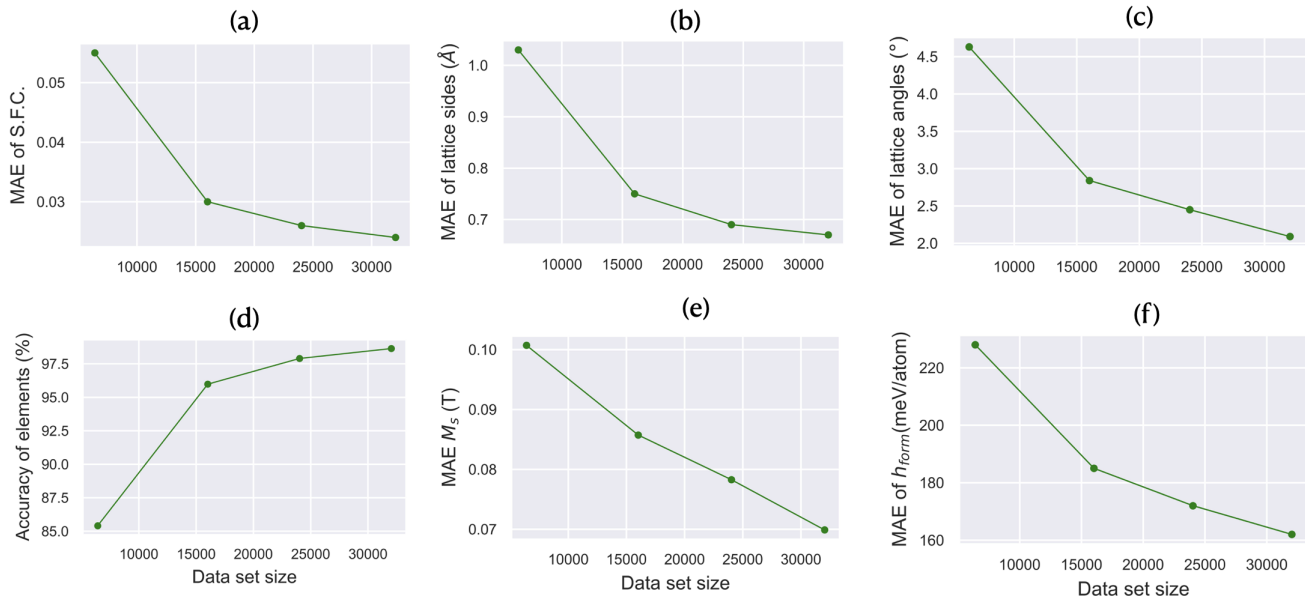 (a)
MAE of S.F.C.
0.05
0.04
0.03
10000 15000 20000 25000 30000
(b)
MAE of lattice sides (Å)
1.0
0.9
0.8
0.7
10000 15000 20000 25000 30000
(c)
MAE of lattice angles (°)
4.5
4.0
3.5
3.0
2.5
2.0
10000 15000 20000 25000 30000
(d)
Accuracy of elements (%)
97.5
95.0
92.5
90.0
87.5
85.0
10000 15000 20000 25000 30000
Data set size
(e)
MAE M_s (T)
0.10
0.09
0.08
0.07
10000 15000 20000 25000 30000
Data set size
(f)
MAE of h_form(meV/atom)
220
200
180
160
10000 15000 20000 25000 30000
Data set size